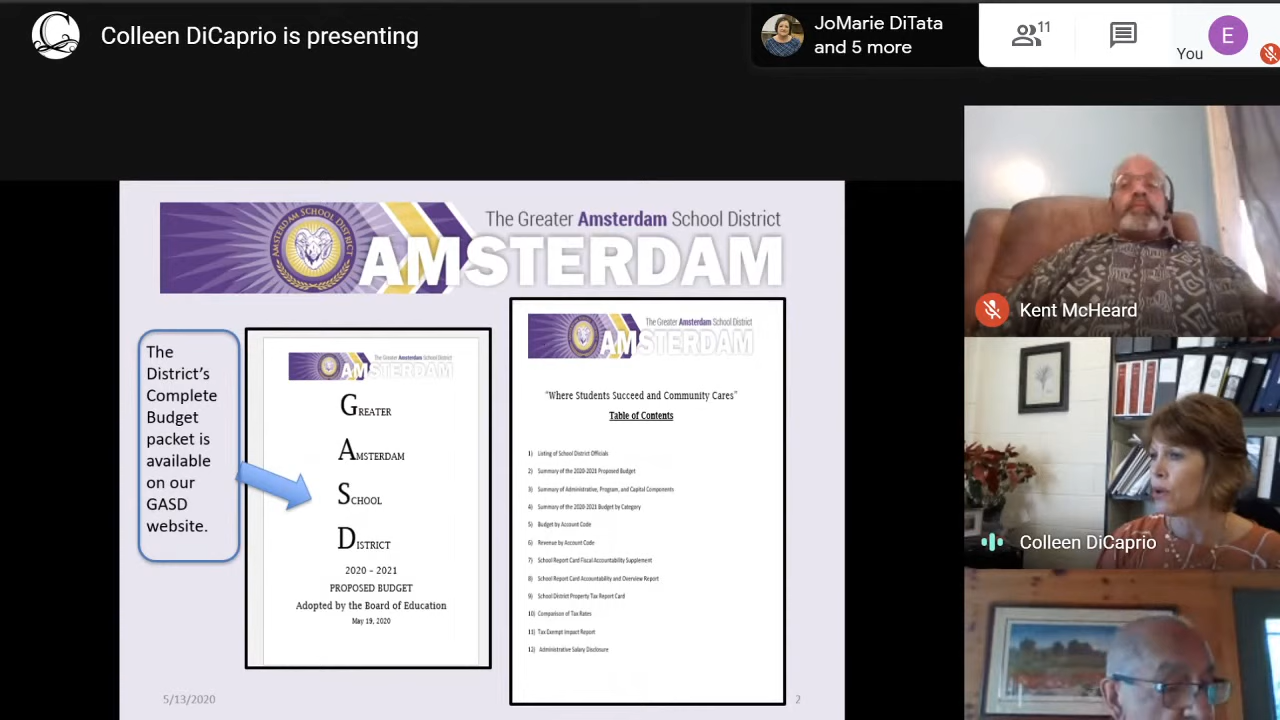 Colleen DiCaprio is presenting
JoMarie DiTata
and 5 more
11
You
E
The Greater Amsterdam School District
AMSTERDAM
AMSTERDAM SCHOOL DISTRICT
The
District's
Complete
Budget
packet is
available
on our
GASD
website.
The Greater Amsterdam School District
AMSTERDAM
GREATER
AMSTERDAM
SCHOOL
DISTRICT
2020 - 2021
PROPOSED BUDGET
Adopted by the Board of Education
May 19, 2020
The Greater Amsterdam School District
AMSTERDAM
"Where Students Succeed and Community Cares"
Table of Contents
1) Listing of School District Officials
2) Summary of the 2020-2021 Proposed Budget
3) Summary of Administrative, Program, and Capital Components
4) Summary of the 2020-2021 Budget by Category
5) Budget by Account Code
6) Revenue by Account Code
7) School Report Card Fiscal Accountability Supplement
8) School Report Card Accountability and Overview Report
9) School District Property Tax Report Card
10) Comparison of Tax Rates
11) Tax Exempt Impact Report
12) Administrative Salary Disclosure
5/13/2020
2
Kent McHeard
Colleen DiCaprio